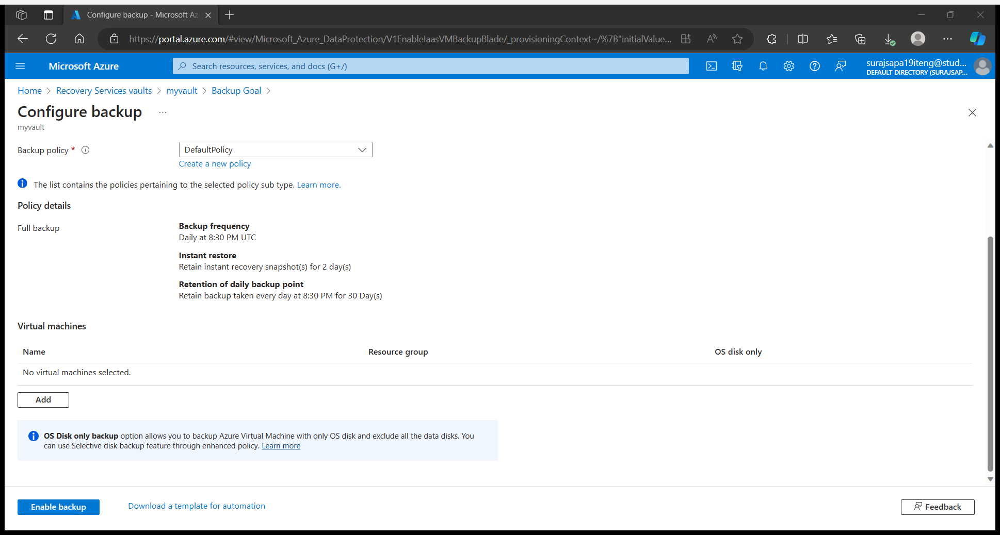 Configure backup - Microsoft Az
https://portal.azure.com/#view/Microsoft_Azure_DataProtection/V1EnableIaasVMBackupBlade/_provisioningContext~/%7B"initialValue...
Microsoft Azure
Search resources, services, and docs (G+/)
surajsapa19iteng@stud...
DEFAULT DIRECTORY (SURAJSAP...
Home > Recovery Services vaults > myvault > Backup Goal >
Configure backup ...
myvault
Backup policy *
DefaultPolicy
Create a new policy
The list contains the policies pertaining to the selected policy sub type. Learn more.
Policy details
Full backup
Backup frequency
Daily at 8:30 PM UTC
Instant restore
Retain instant recovery snapshot(s) for 2 day(s)
Retention of daily backup point
Retain backup taken every day at 8:30 PM for 30 Day(s)
Virtual machines
Name Resource group OS disk only
No virtual machines selected.
Add
OS Disk only backup option allows you to backup Azure Virtual Machine with only OS disk and exclude all the data disks. You
can use Selective disk backup feature through enhanced policy. Learn more
Enable backup
Download a template for automation
Feedback